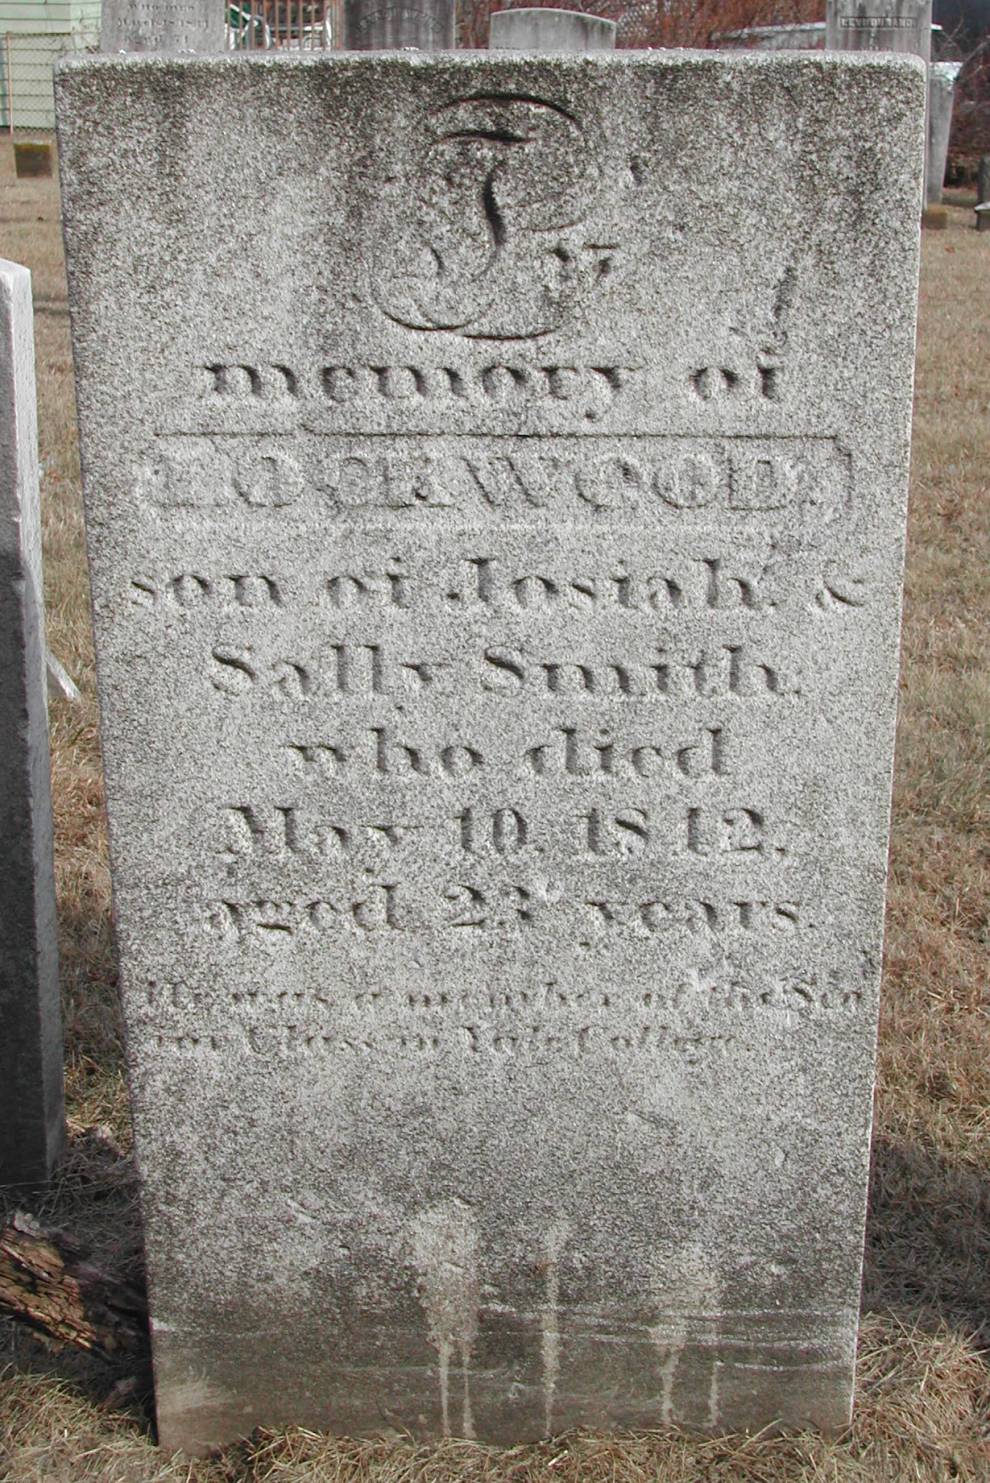 In
memory of
LOCKWOOD,
son of Josiah. &
Sally Smith.
who died
May 10. 1842.
aged 23 years.
He was a member of the Sen
ior Class in Yale College.